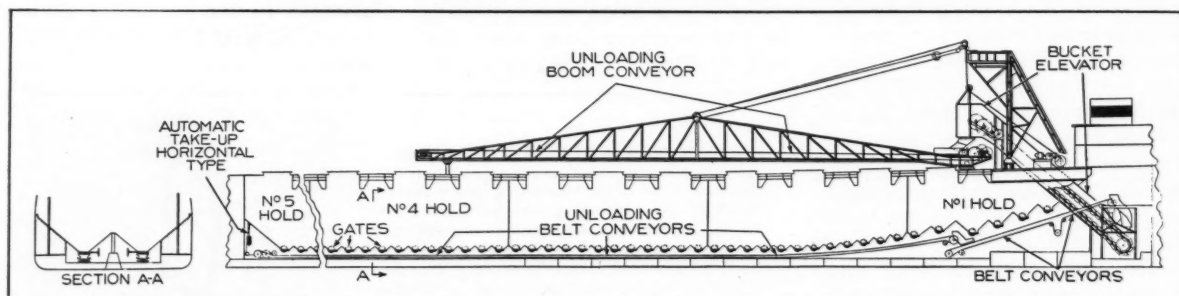 UNLOADING
BOOM CONVEYOR
BUCKET
ELEVATOR
AUTOMATIC
TAKE-UP
HORIZONTAL
TYPE
A
Nº5
HOLD
Nº4 HOLD
UNLOADING
BELT CONVEYORS
Nº1 HOLD
GATES
A
SECTION A-A
BELT CONVEYORS